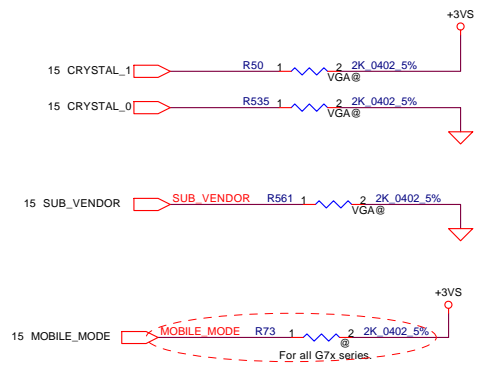 +3VS
15 CRYSTAL_1 R50 1 2 2K_0402_5%
VGA@
15 CRYSTAL_0 R535 1 2 2K_0402_5%
VGA@
15 SUB_VENDOR SUB_VENDOR R561 1 2 2K_0402_5%
VGA@
+3VS
15 MOBILE_MODE MOBILE_MODE R73 1 2 2K_0402_5%
@
For all G7x series.